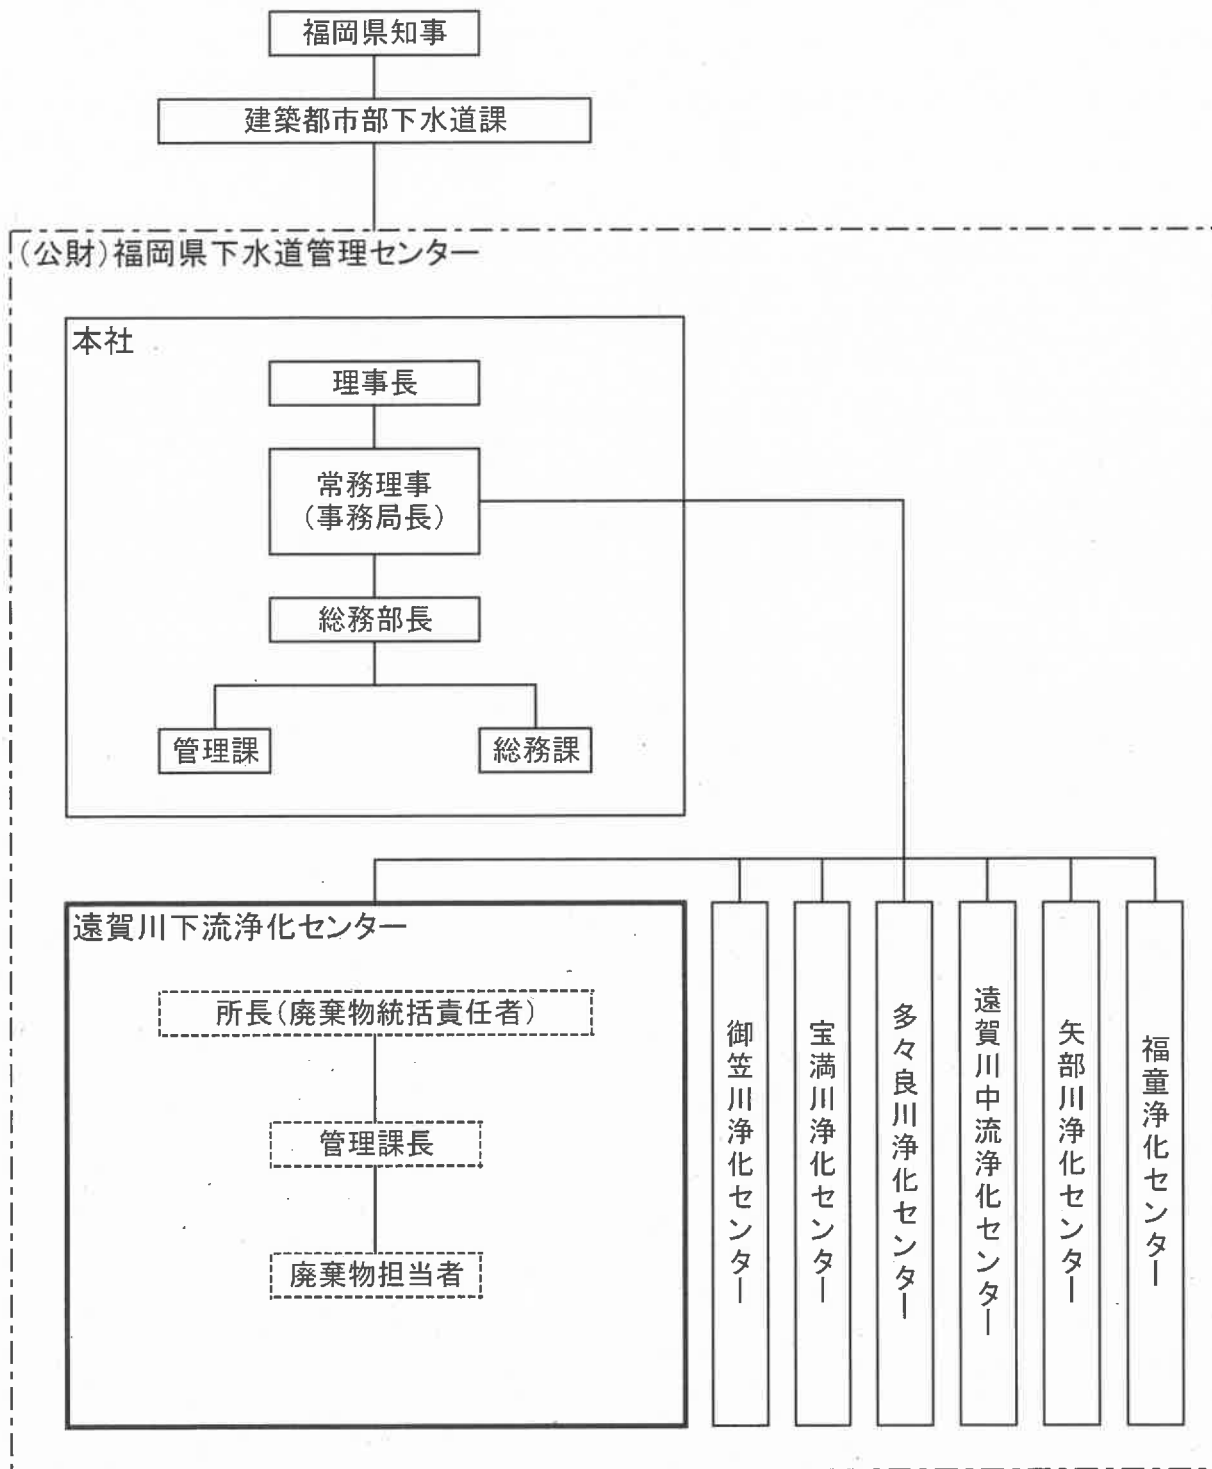 福岡県知事
建築都市部下水道課
(公財)福岡県下水道管理センター
本社
理事長
常務理事
(事務局長)
総務部長
管理課
総務課
遠賀川下流浄化センター
所長(廃棄物統括責任者)
管理課長
廃棄物担当者
御笠川浄化センター
宝満川浄化センター
多々良川浄化センター
遠賀川中流浄化センター
矢部川浄化センター
福童浄化センター